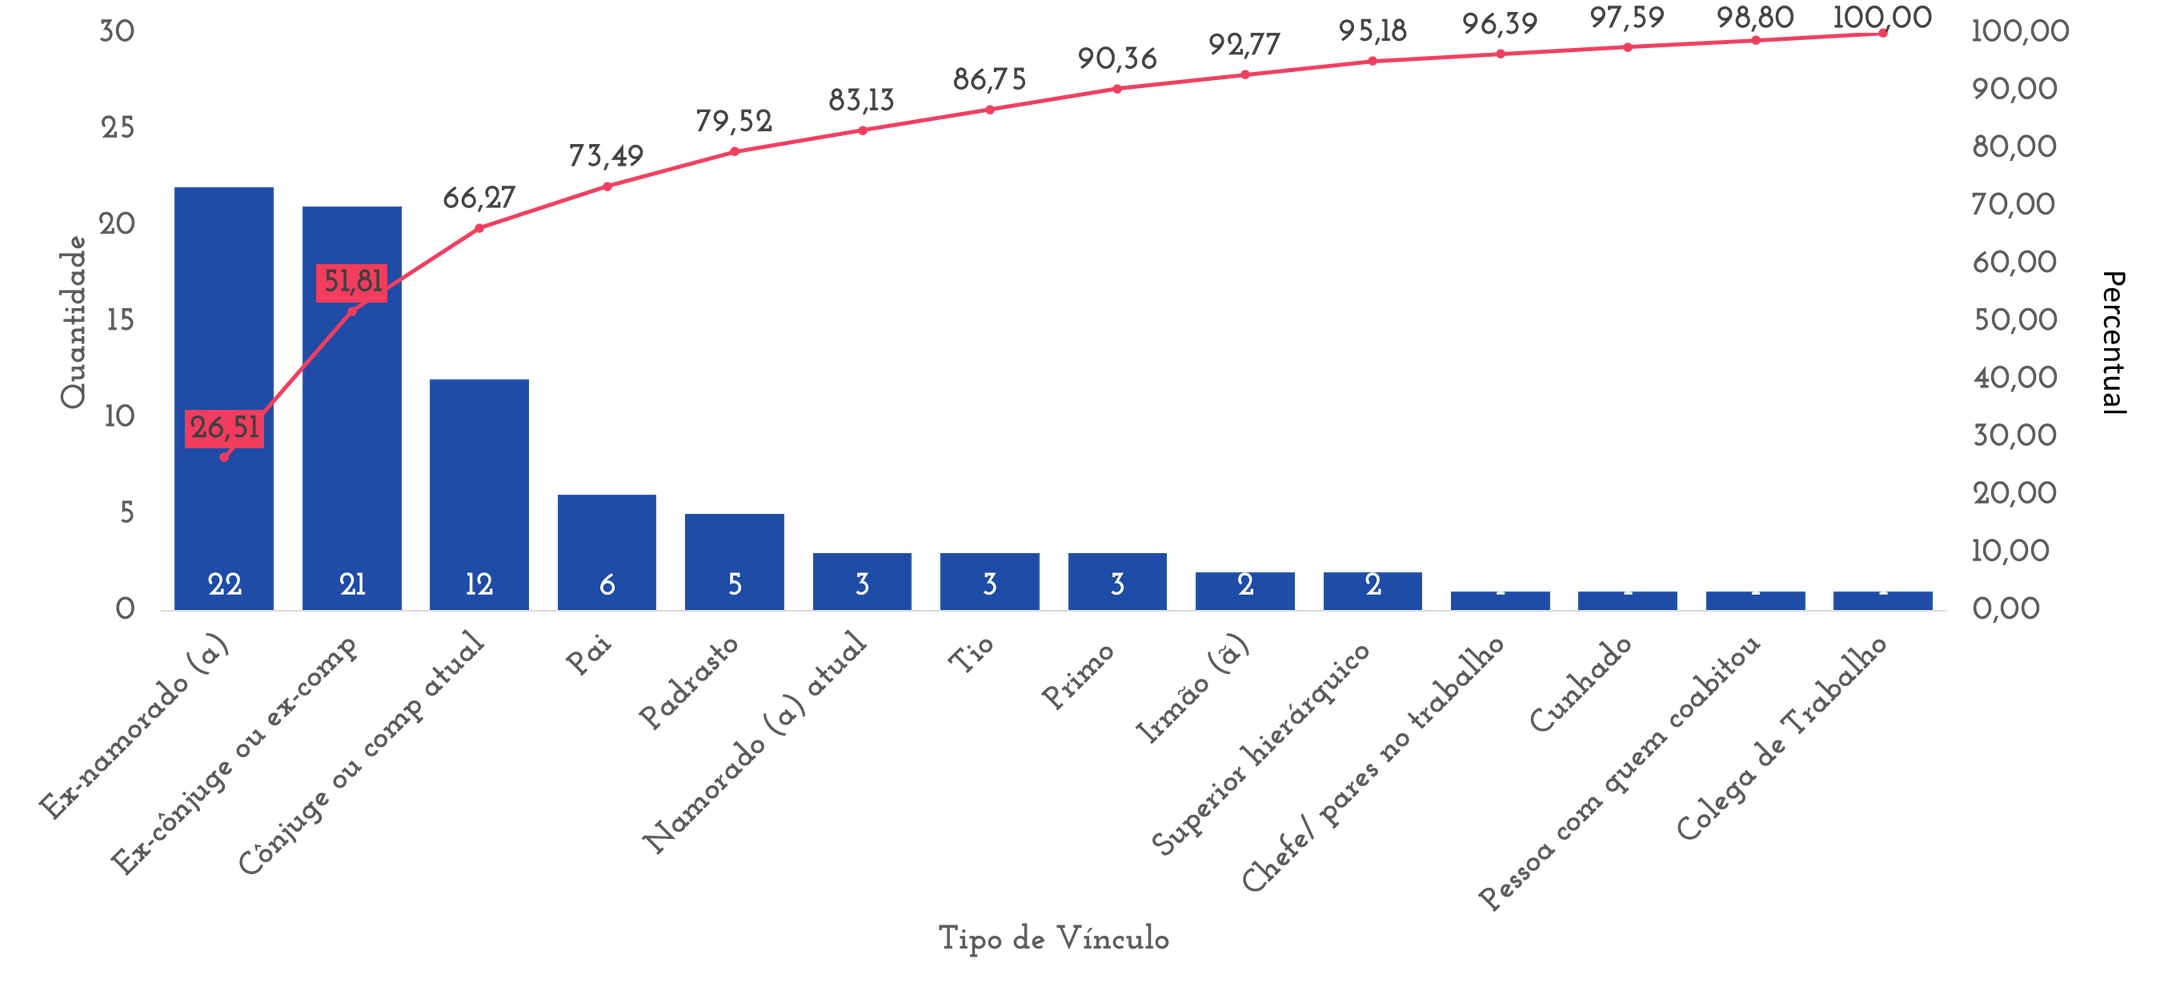 30
25
20
15
10
5
0
Quantidade
26,51
51,81
66,27
73,49
79,52
83,13
86,75
90,36
92,77
95,18
96,39
97,59
98,80
100,00
22
21
12
6
5
3
3
3
2
2
100,00
90,00
80,00
70,00
60,00
50,00
40,00
30,00
20,00
10,00
0,00
Percentual
Ex-namorado (a)
Ex-cônjuge ou ex-comp
Cônjuge ou comp atual
Pai
Padrasto
Namorado (a) atual
Tio
Primo
Irmão (ã)
Superior hierárquico
Chefe/ pares no trabalho
Cunhado
Pessoa com quem coabitou
Colega de Trabalho
Tipo de Vínculo